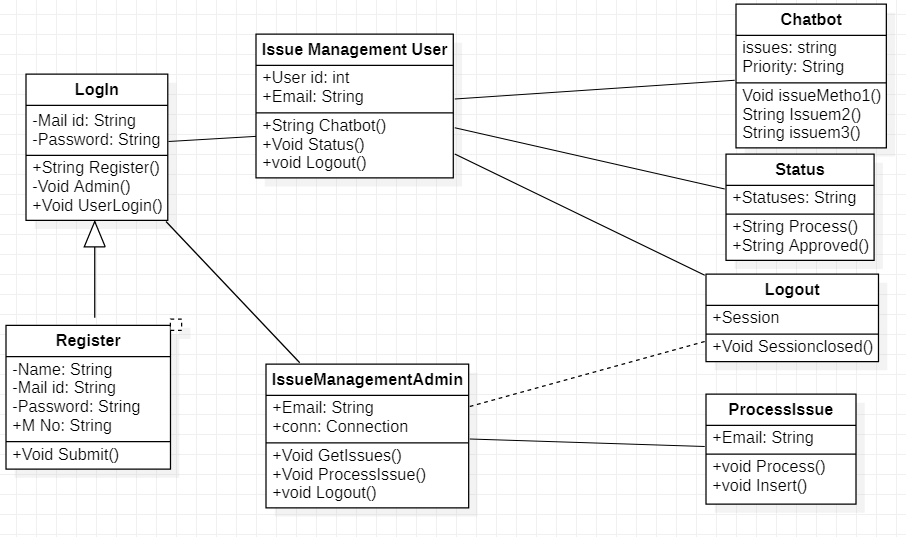 LogIn
-Mail id: String
-Password: String
+String Register()
-Void Admin()
+Void UserLogin()
Issue Management User
+User id: int
+Email: String
+String Chatbot()
+Void Status()
+void Logout()
Chatbot
issues: string
Priority: String
Void issueMetho1()
String Issuem2()
String issuem3()
Status
+Statuses: String
+String Process()
+String Approved()
Logout
+Session
+Void Sessionclosed()
Register
-Name: String
-Mail id: String
-Password: String
+M No: String
+Void Submit()
IssueManagementAdmin
+Email: String
+conn: Connection
+Void GetIssues()
+Void ProcessIssue()
+void Logout()
ProcessIssue
+Email: String
+void Process()
+void Insert()